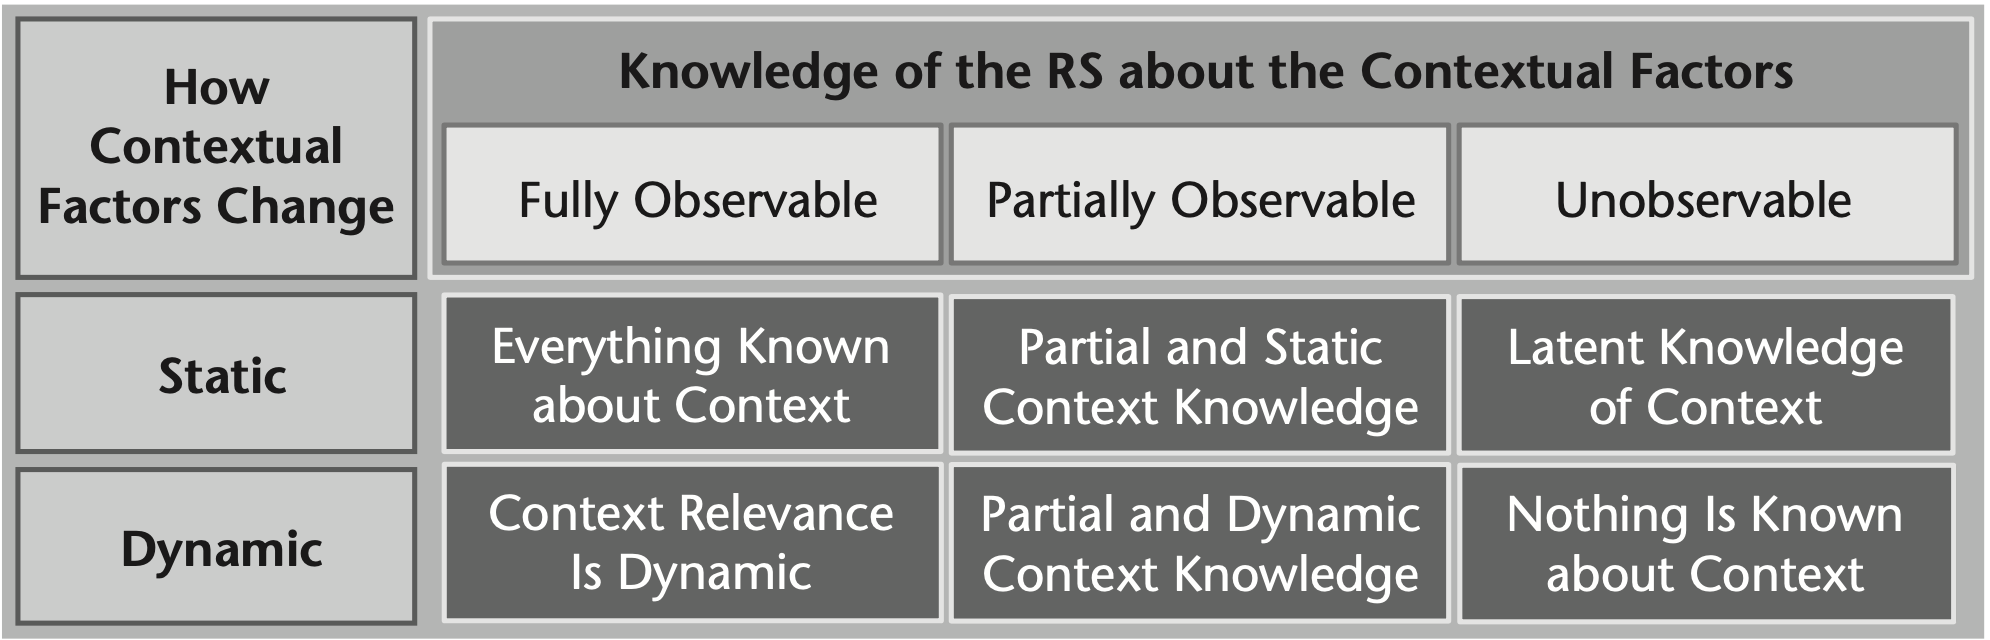 How
Contextual
Factors Change
Knowledge of the RS about the Contextual Factors
Fully Observable
Partially Observable
Unobservable
Static
Everything Known
about Context
Partial and Static
Context Knowledge
Latent Knowledge
of Context
Dynamic
Context Relevance
Is Dynamic
Partial and Dynamic
Context Knowledge
Nothing Is Known
about Context